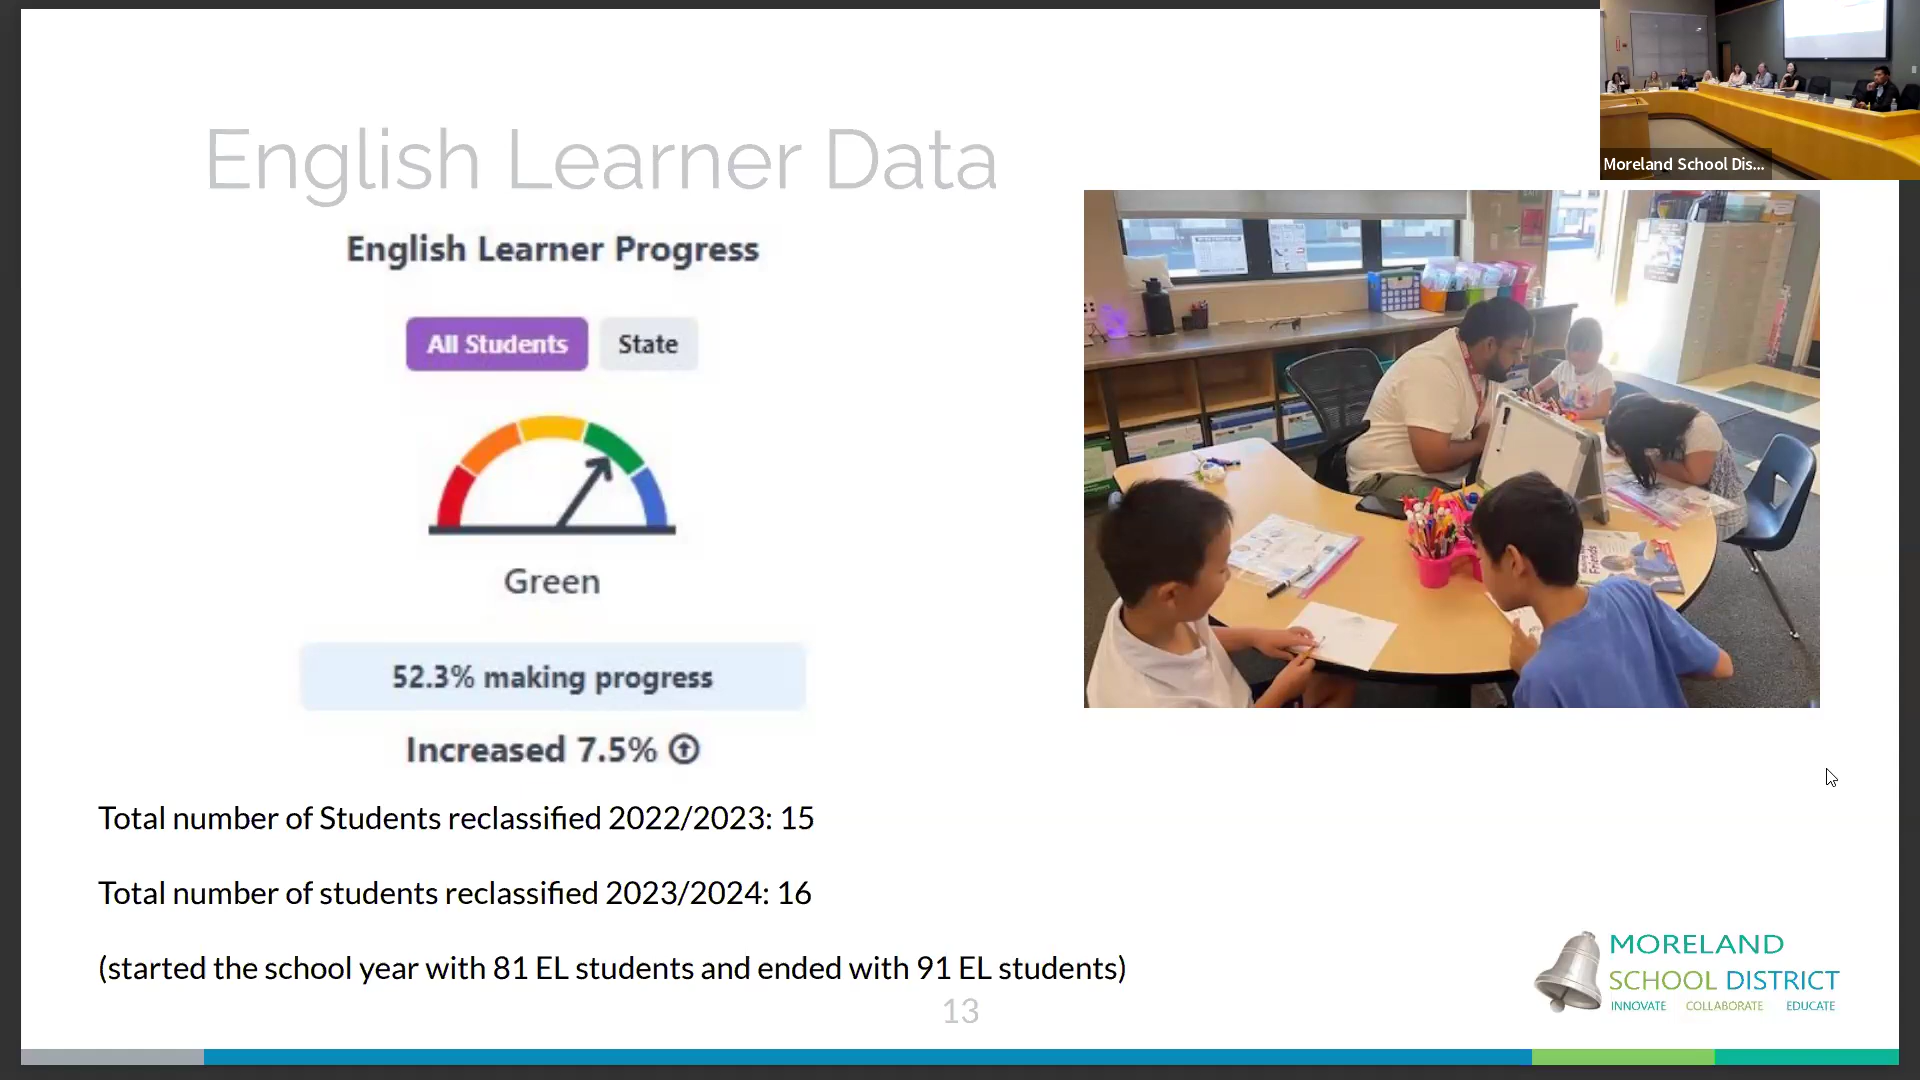 Moreland School Dis...
English Learner Data
English Learner Progress
All Students
State
Green
52.3% making progress
Increased 7.5%
Total number of Students reclassified 2022/2023: 15
Total number of students reclassified 2023/2024: 16
(started the school year with 81 EL students and ended with 91 EL students)
13
Friends
MORELAND
SCHOOL DISTRICT
INNOVATE COLLABORATE EDUCATE